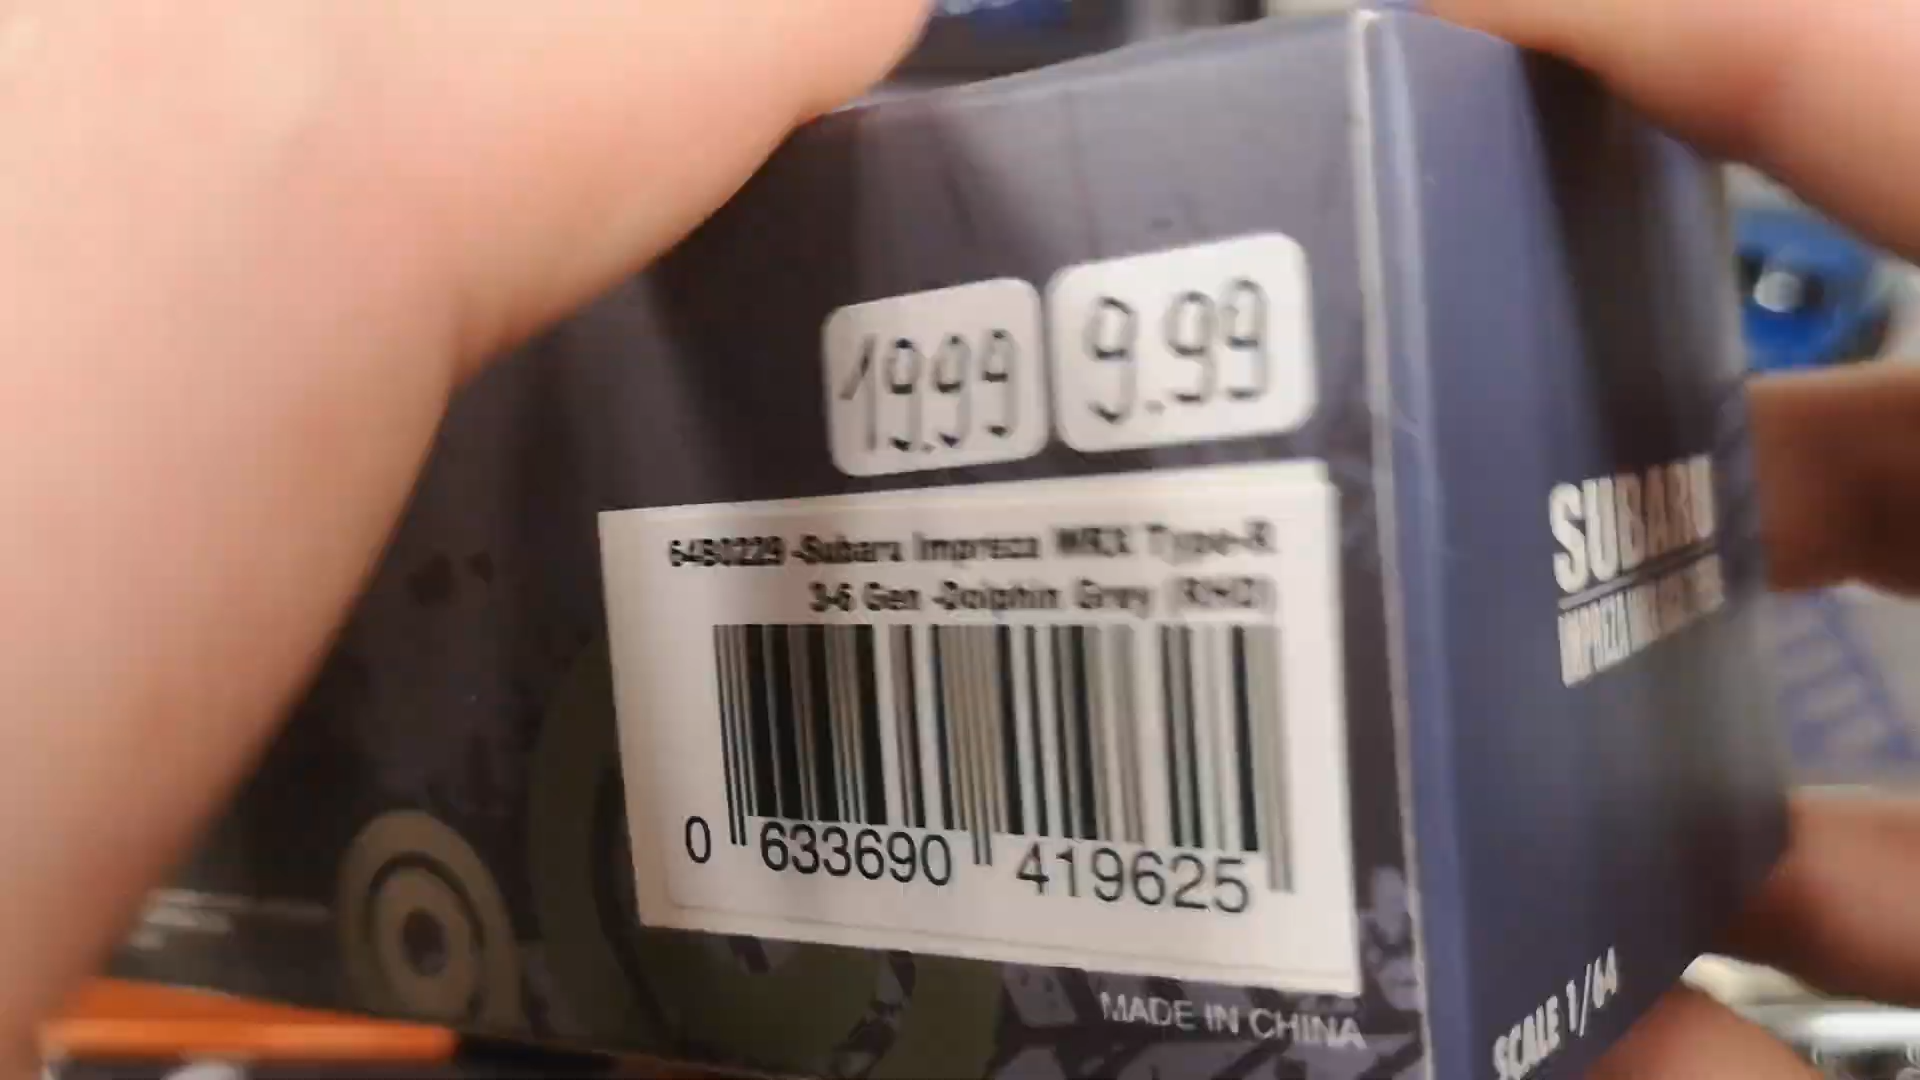 19.99
9.99
64B0229 -Subaru Impreza WRX Type-R
3-6 Gen -Dolphin Grey (RHD)
0 633690 419625
MADE IN CHINA
SUBARU
IMPREZA
SCALE 1/64